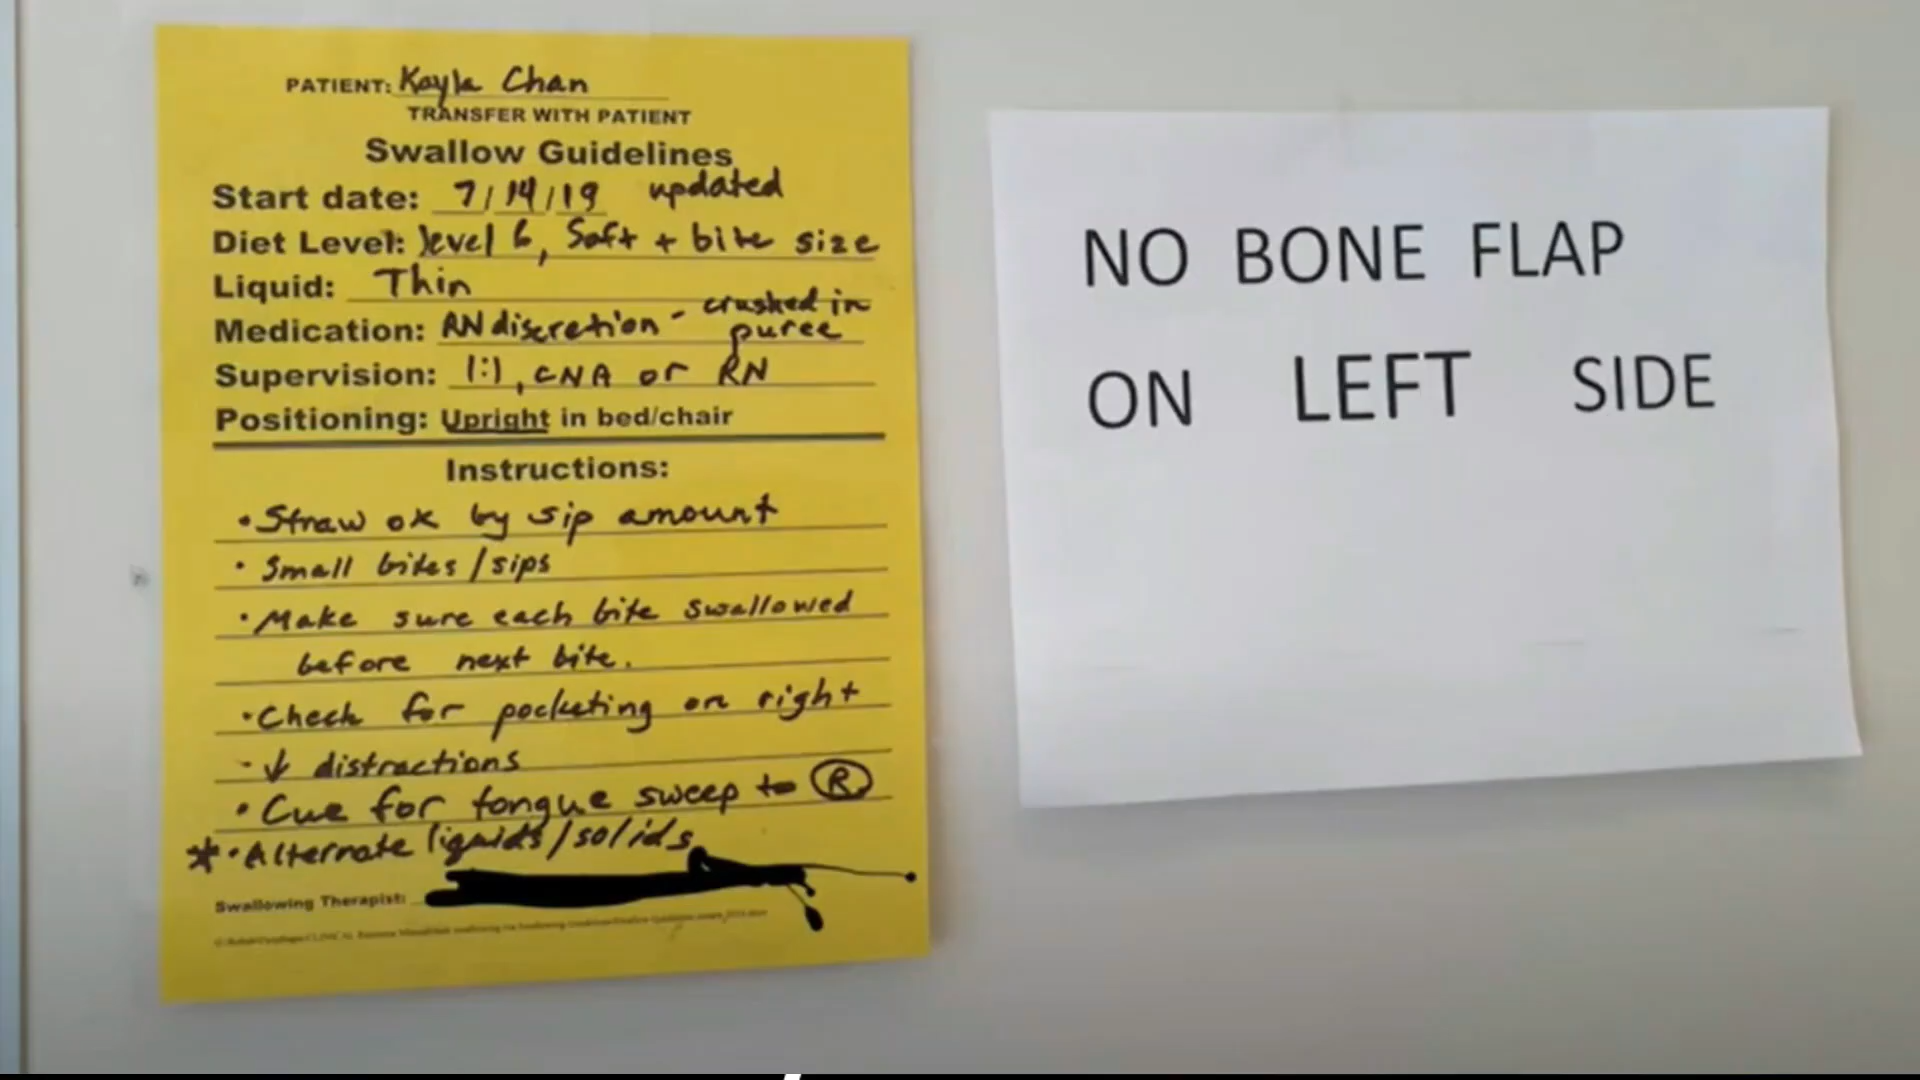 PATIENT: Kayla Chan
TRANSFER WITH PATIENT
Swallow Guidelines
Start date: 7/14/19 updated
Diet Level: level 6, Soft + bite size
Liquid: Thin
Medication: RN discretion - crushed in puree
Supervision: 1:1, CNA or RN
Positioning: Upright in bed/chair
Instructions:
• Straw ok by sip amount
• Small bites/sips
• Make sure each bite swallowed
before next bite.
• Check for pocketing on right
- ↓ distractions
• Cue for tongue sweep to R
* • Alternate liquids/solids
Swallowing Therapist:
NO BONE FLAP
ON LEFT SIDE